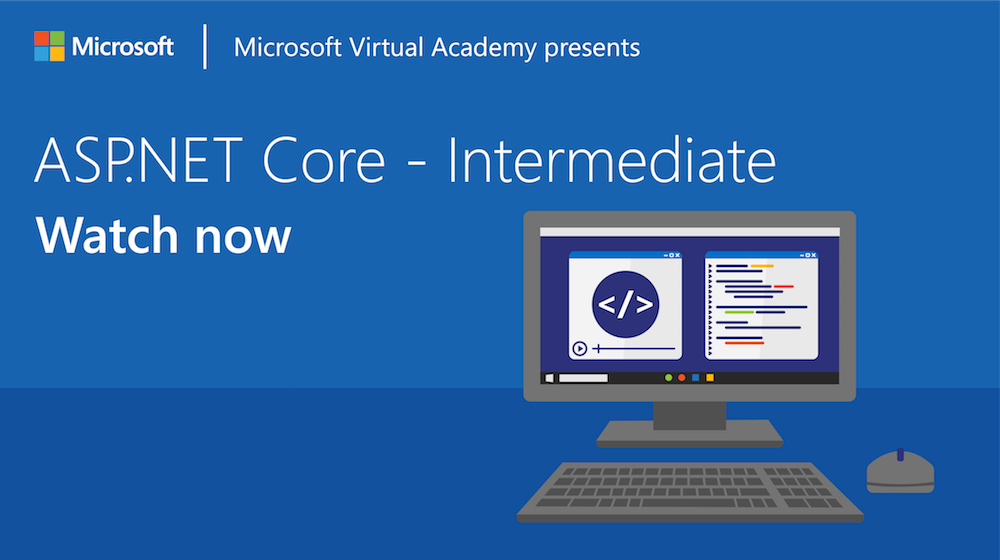 Microsoft
Microsoft Virtual Academy presents
ASP.NET Core - Intermediate
Watch now
</>